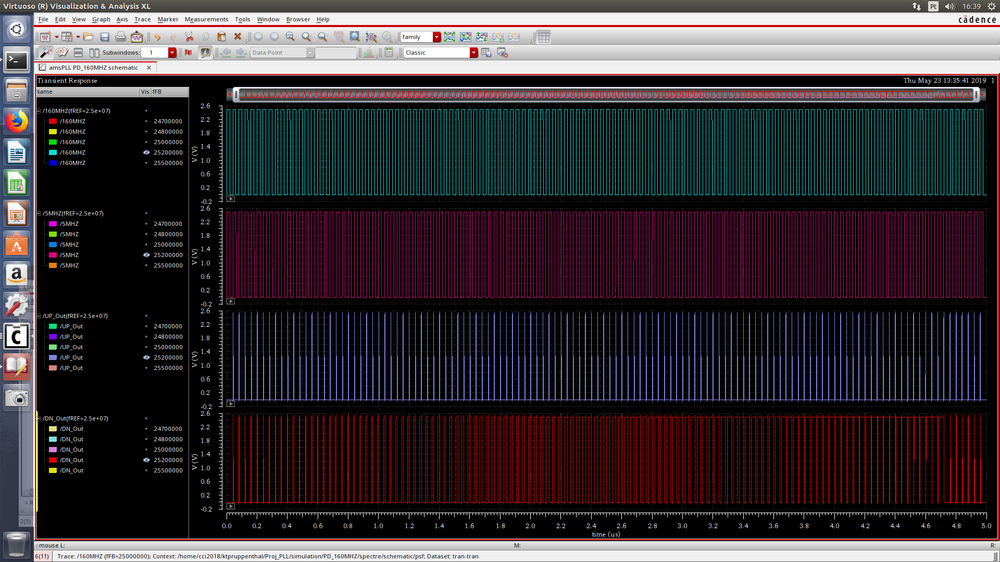 Virtuoso (R) Visualization & Analysis XL
Pt
16:39
File Edit View Graph Axis Trace Marker Measurements Tools Window Browser Help
cādence
family
Subwindows: 1
Data Point
Classic
amsPLL PD_160MHZ schematic
Transient Response
Thu May 23 13:35:41 2019 1
Name Vis fFB
/160MHZ(fREF=2.5e+07)
/160MHZ 24700000
/160MHZ 24800000
/160MHZ 25000000
/160MHZ 25200000
/160MHZ 25500000
2.6
2.2
1.8
1.4
1.0
0.6
0.2
-0.2
V (V)
/5MHZ(fREF=2.5e+07)
/5MHZ 24700000
/5MHZ 24800000
/5MHZ 25000000
/5MHZ 25200000
/5MHZ 25500000
2.6
2.2
1.8
1.4
1.0
0.6
0.2
-0.2
V (V)
/UP_Out(fREF=2.5e+07)
/UP_Out 24700000
/UP_Out 24800000
/UP_Out 25000000
/UP_Out 25200000
/UP_Out 25500000
2.6
2.2
1.8
1.4
1.0
0.6
0.2
-0.2
V (V)
/DN_Out(fREF=2.5e+07)
/DN_Out 24700000
/DN_Out 24800000
/DN_Out 25000000
/DN_Out 25200000
/DN_Out 25500000
2.6
2.2
1.8
1.4
1.0
0.6
0.2
-0.2
V (V)
0.0 0.2 0.4 0.6 0.8 1.0 1.2 1.4 1.6 1.8 2.0 2.2 2.4 2.6 2.8 3.0 3.2 3.4 3.6 3.8 4.0 4.2 4.4 4.6 4.8 5.0
time (us)
> R
2(3)
mouse L: M: R:
6(11) Trace: /160MHZ (fFB=25000000); Context: /home/cci2018/ktpruppenthal/Proj_PLL/simulation/PD_160MHZ/spectre/schematic/psf; Dataset: tran-tran